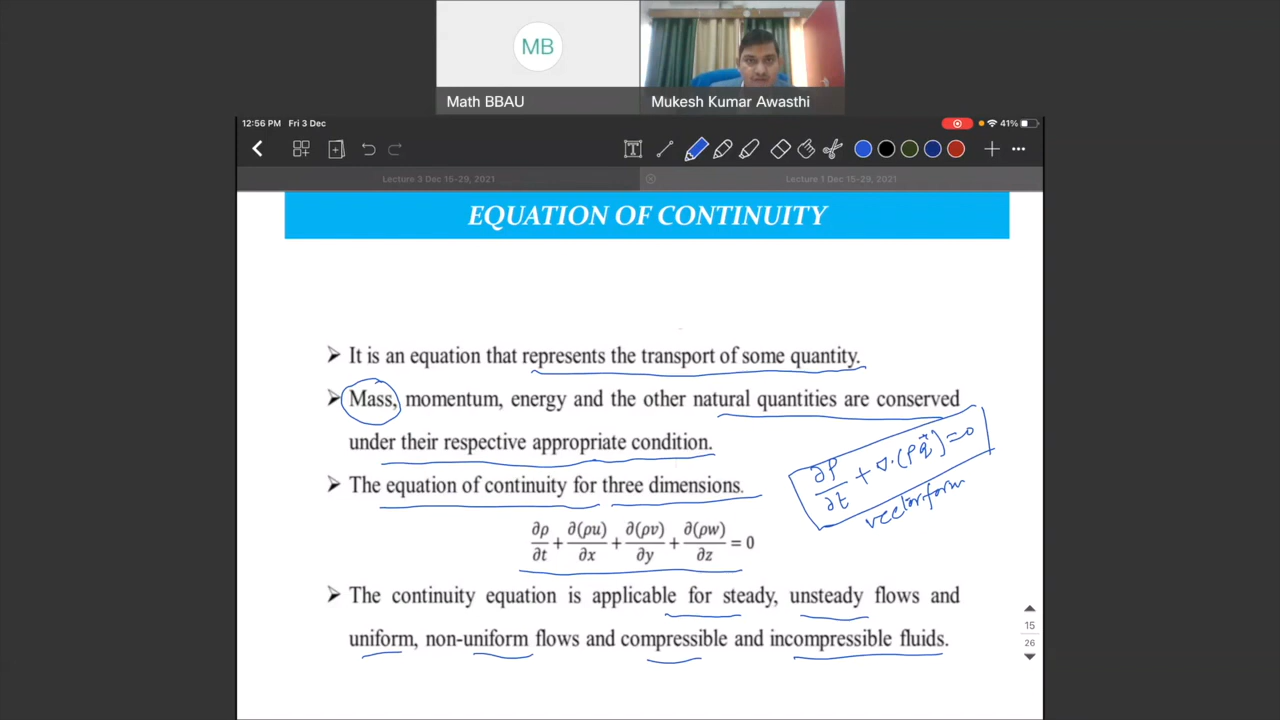 MB
Math BBAU
Mukesh Kumar Awasthi
12:56 PM Fri 3 Dec
41%
T
Lecture 3 Dec 15-29, 2021
Lecture 1 Dec 15-29, 2021
EQUATION OF CONTINUITY
➢ It is an equation that represents the transport of some quantity.
➢ Mass, momentum, energy and the other natural quantities are conserved
under their respective appropriate condition.
∂ρ/∂t + ∇·(ρq⃗) = 0
vector form
➢ The equation of continuity for three dimensions.
∂ρ/∂t + ∂(ρu)/∂x + ∂(ρv)/∂y + ∂(ρw)/∂z = 0
➢ The continuity equation is applicable for steady, unsteady flows and
uniform, non-uniform flows and compressible and incompressible fluids.
15
26